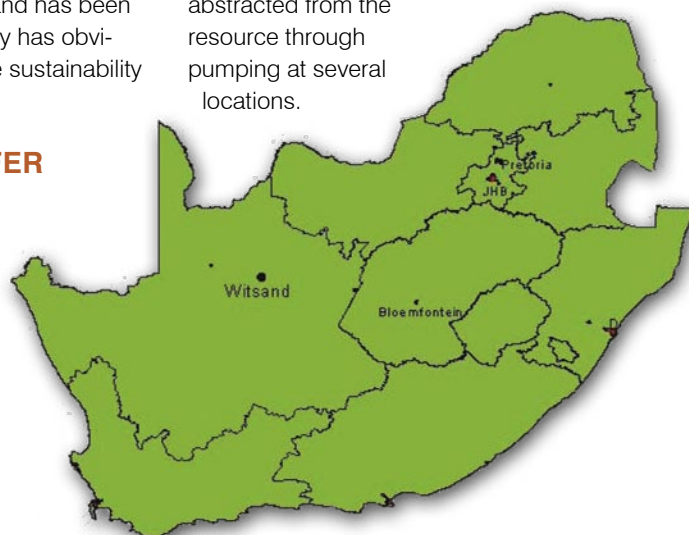 and has been
y has obvi-
e sustainability
abstracted from the
resource through
pumping at several
locations.
ER
Pretoria
JHB
Witsand
Bloemfontein
D